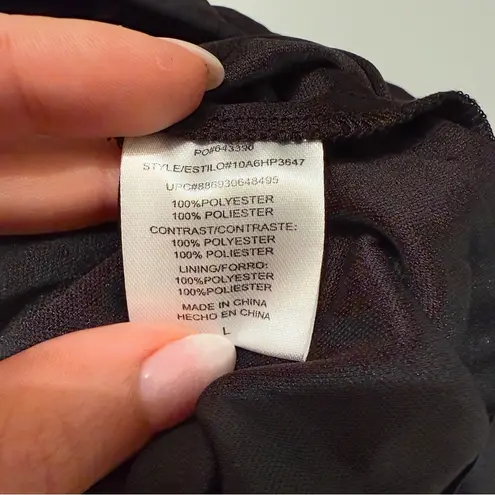 PO#643390
STYLE/ESTILO#10A6HP3647
UPC#886930648495
100%POLYESTER
100% POLIESTER
CONTRAST/CONTRASTE:
100% POLYESTER
100% POLIESTER
LINING/FORRO:
100%POLYESTER
100%POLIESTER
MADE IN CHINA
HECHO EN CHINA
L